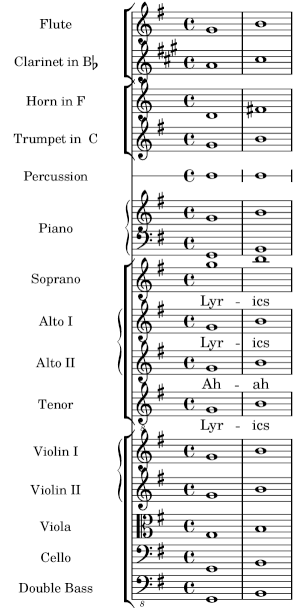 Flute
Clarinet in B♭
Horn in F
Trumpet in C
Percussion
Piano
Soprano
Lyr - ics
Alto I
Lyr - ics
Alto II
Ah - ah
Tenor
Lyr - ics
Violin I
Violin II
Viola
Cello
Double Bass
8